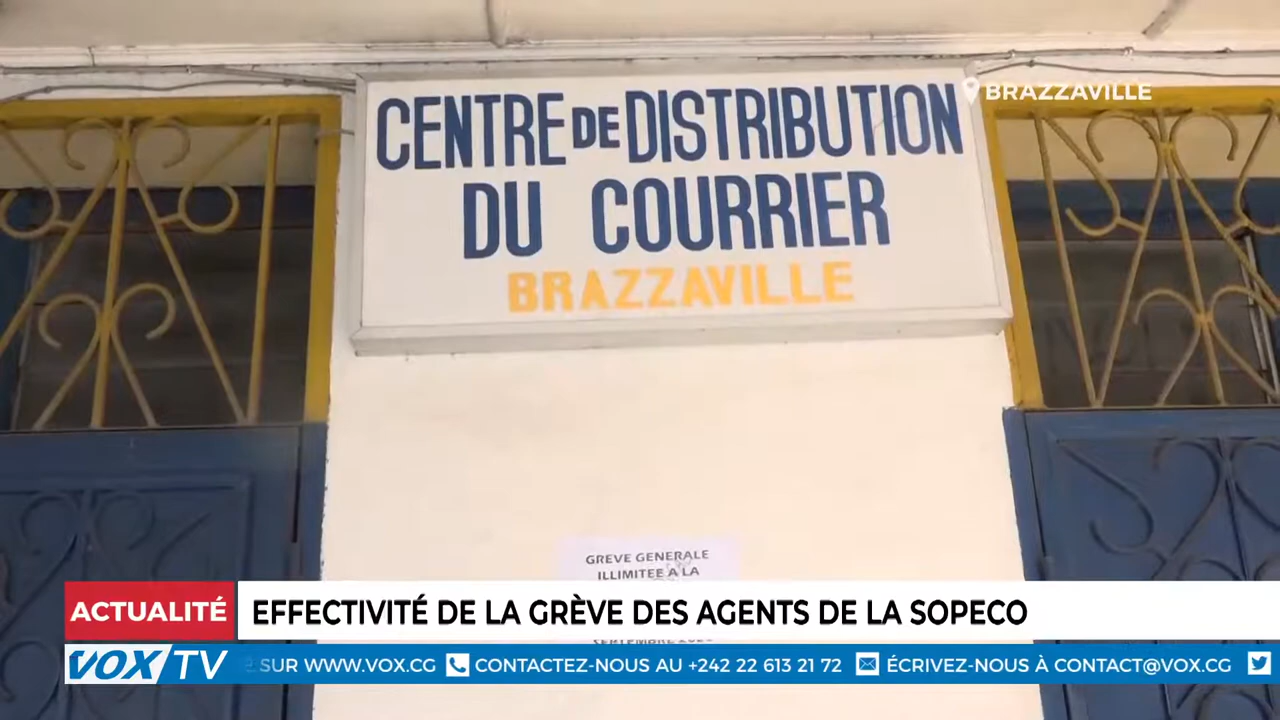 CENTRE DE DISTRIBUTION
DU COURRIER
BRAZZAVILLE
BRAZZAVILLE
GREVE GENERALE
ILLIMITEE A LA
ACTUALITÉ
EFFECTIVITÉ DE LA GRÈVE DES AGENTS DE LA SOPECO
VOX TV
SUR WWW.VOX.CG
CONTACTEZ-NOUS AU +242 22 613 21 72
ÉCRIVEZ-NOUS À CONTACT@VOX.CG